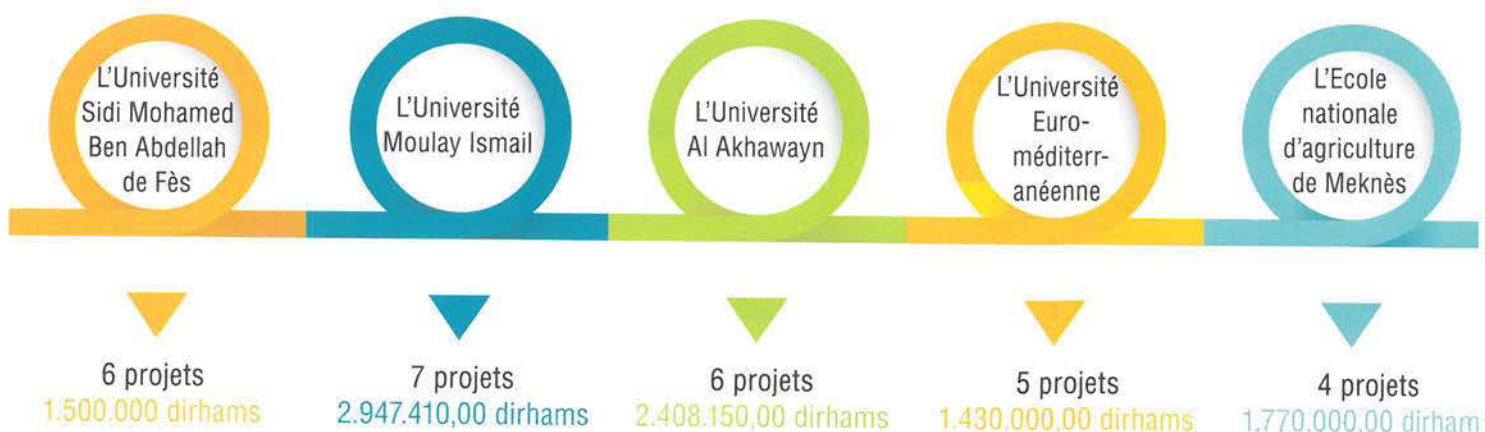 L'Université
Sidi Mohamed
Ben Abdellah
de Fès
L'Université
Moulay Ismail
L'Université
Al Akhawayn
L'Université
Euro-
méditerr-
anéenne
L'Ecole
nationale
d'agriculture
de Meknès
6 projets
1.500.000 dirhams
7 projets
2.947.410,00 dirhams
6 projets
2.408.150,00 dirhams
5 projets
1.430.000,00 dirhams
4 projets
1.770.000,00 dirham